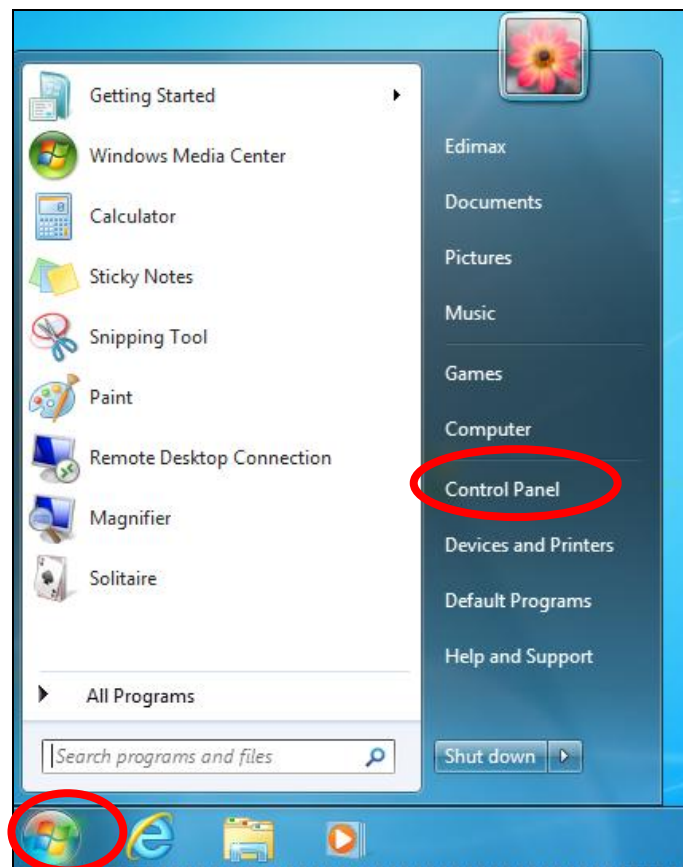 Getting Started
Windows Media Center
Calculator
Sticky Notes
Snipping Tool
Paint
Remote Desktop Connection
Magnifier
Solitaire
All Programs
Search programs and files
Edimax
Documents
Pictures
Music
Games
Computer
Control Panel
Devices and Printers
Default Programs
Help and Support
Shut down